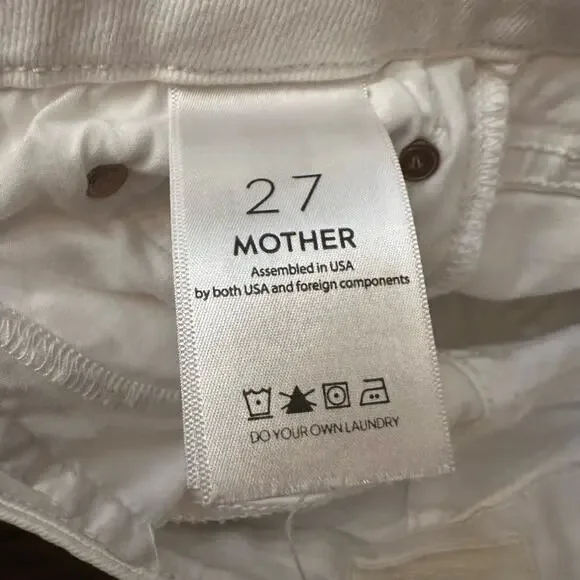 27
MOTHER
Assembled in USA
by both USA and foreign components
DO YOUR OWN LAUNDRY